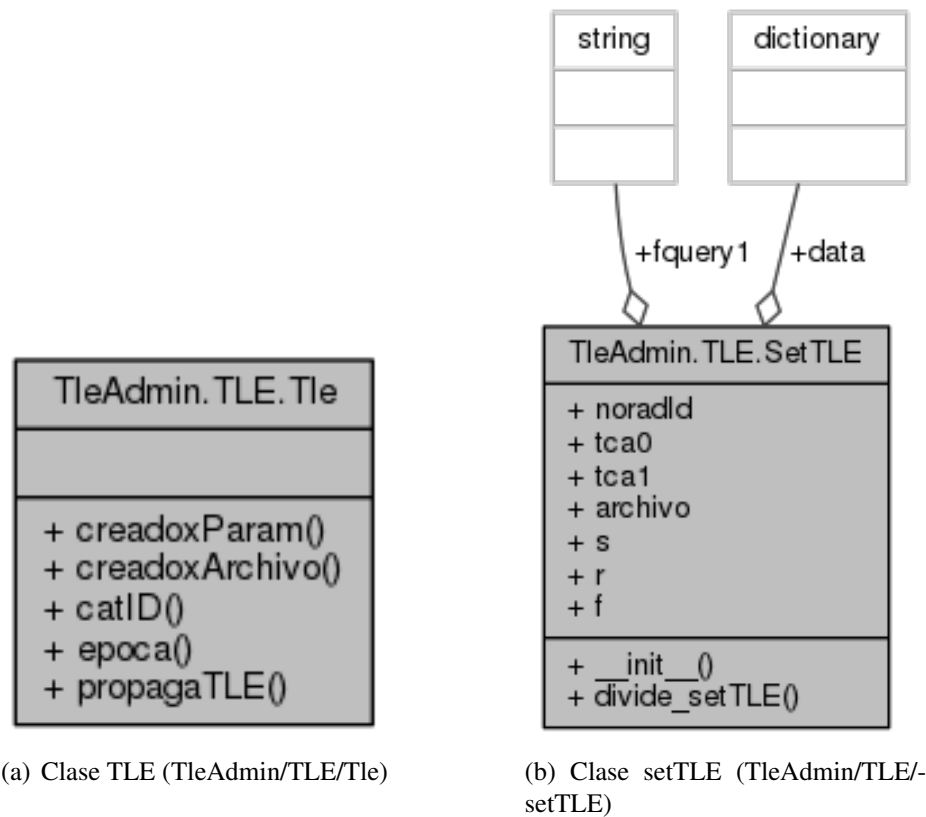 TleAdmin.TLE.Tle
+ creadoxParam()
+ creadoxArchivo()
+ catID()
+ epoca()
+ propagaTLE()
(a) Clase TLE (TleAdmin/TLE/Tle)
string
dictionary
+fquery1
+data
TleAdmin.TLE.SetTLE
+ noradId
+ tca0
+ tca1
+ archivo
+ s
+ r
+ f
+ __init__()
+ divide_setTLE()
(b) Clase setTLE (TleAdmin/TLE/-
setTLE)